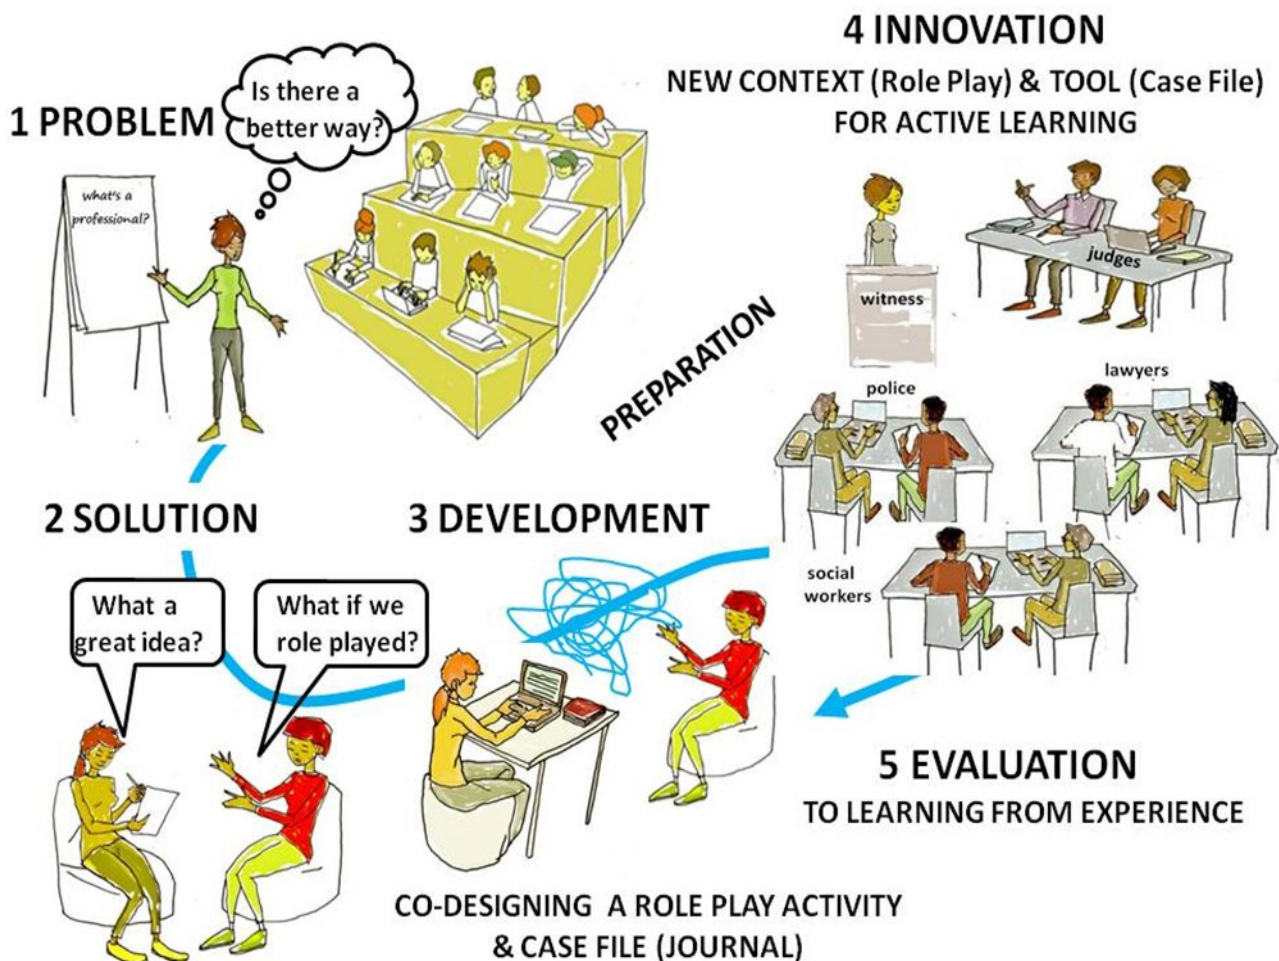 1 PROBLEM
Is there a
better way?
what's a
professional?
2 SOLUTION
What a
great idea?
What if we
role played?
3 DEVELOPMENT
CO-DESIGNING A ROLE PLAY ACTIVITY
& CASE FILE (JOURNAL)
PREPARATION
4 INNOVATION
NEW CONTEXT (Role Play) & TOOL (Case File)
FOR ACTIVE LEARNING
witness
judges
police
lawyers
social
workers
5 EVALUATION
TO LEARNING FROM EXPERIENCE